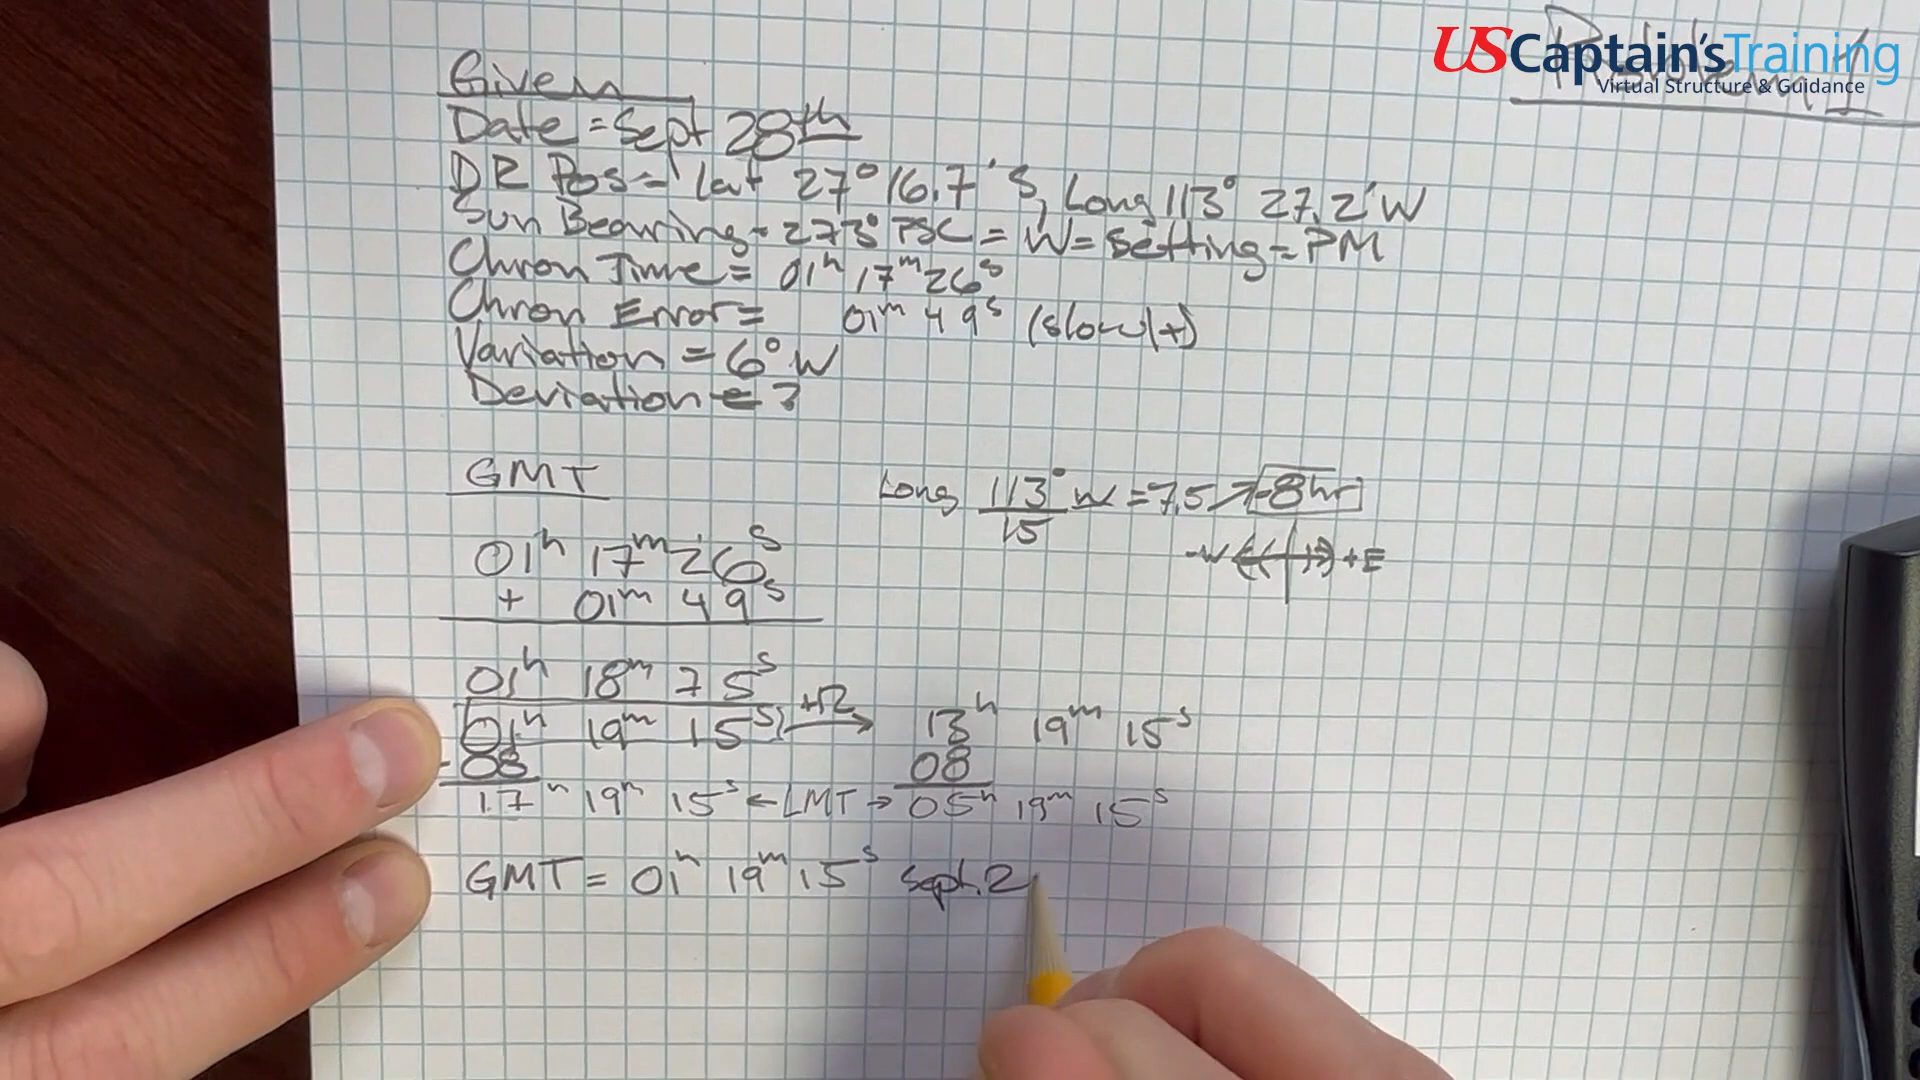 USCaptain'sTraining
Virtual Structure & Guidance
Problem 1
Given
Date = Sept 28th
DR Pos = Lat 27° 16.7' S, Long 113° 27.2' W
Sun Bearing = 273° PSC = W = Setting = PM
Chron Time = 01h 17m 26s
Chron Error = 01m 49s (slow/+)
Variation = 6° W
Deviation = ?
GMT
Long 113° W = 7.5 → -8hr
15
-W ←(-|+)→ +E
01h 17m 26s
+ 01m 49s
01h 18m 75s
01h 19m 15s +12 → 13h 19m 15s
- 08 08
17h 19m 15s ← LMT → 05h 19m 15s
GMT = 01h 19m 15s Sept. 2